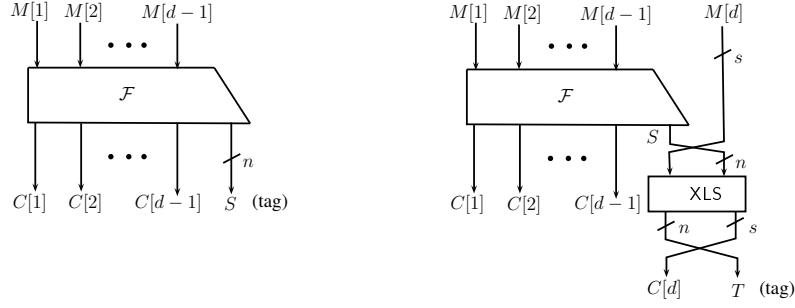 M[1] M[2] M[d−1]
F
n
C[1] C[2] C[d−1] S (tag)
M[1] M[2] M[d−1] M[d]
s
F
S
n
XLS
C[1] C[2] C[d−1]
n s
C[d] T (tag)